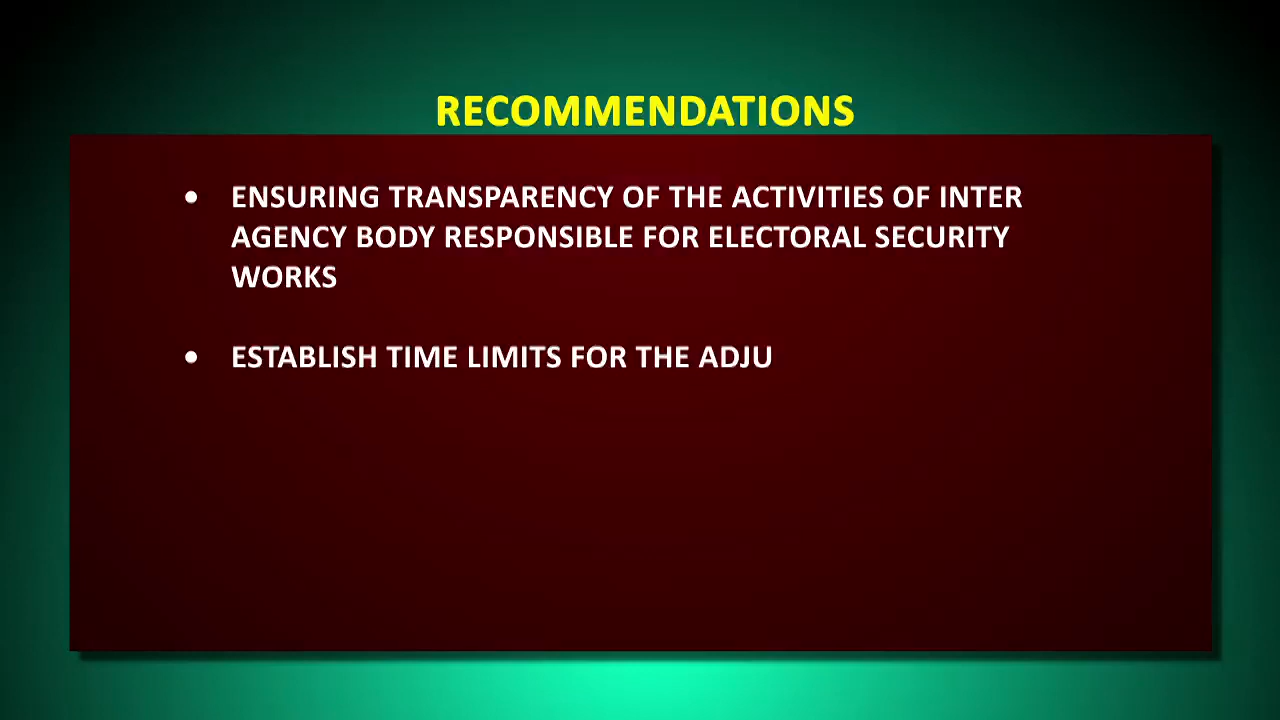 RECOMMENDATIONS
• ENSURING TRANSPARENCY OF THE ACTIVITIES OF INTER
AGENCY BODY RESPONSIBLE FOR ELECTORAL SECURITY
WORKS
• ESTABLISH TIME LIMITS FOR THE ADJU